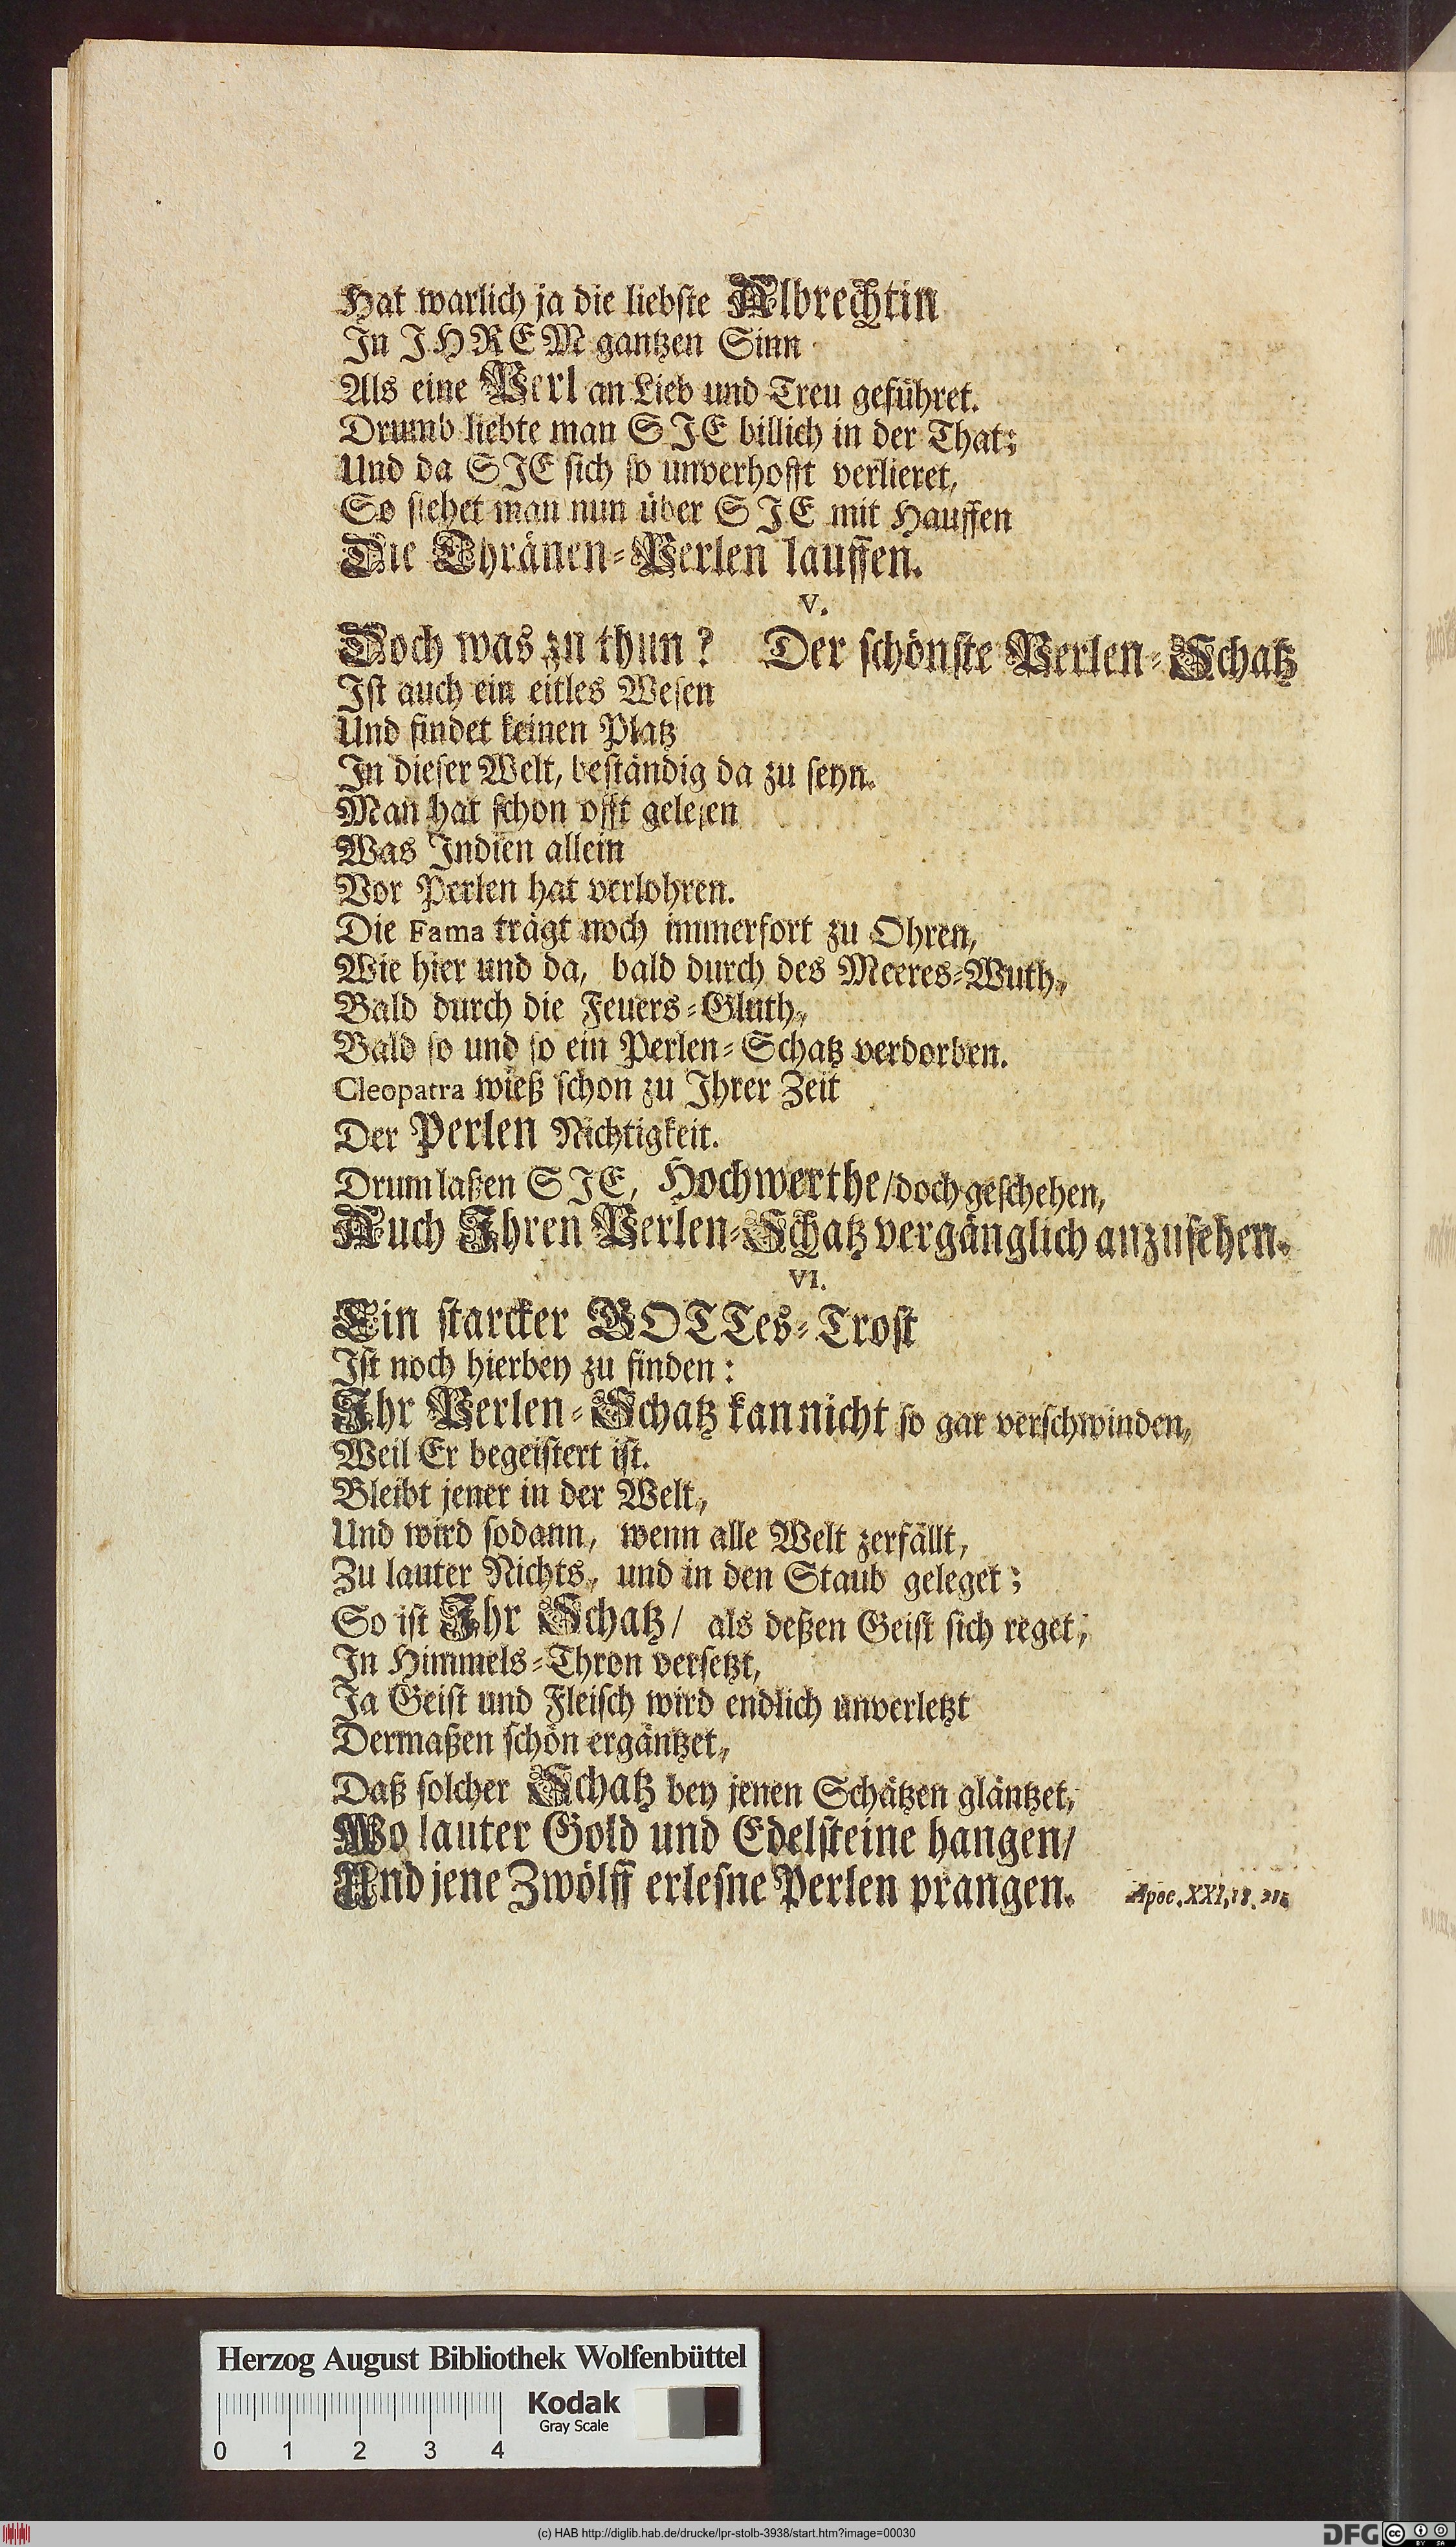 Hat warlich ja die liebste Albrechtin
In JHREM gantzen Sinn
Als eine Perl an Lieb und Treu geführet.
Drumb liebte man SJE billich in der That;
Und da SJE sich so unverhofft verlieret,
So siehet man nun über SJE mit Hauffen
Die Thränen-Perlen lauffen.
V.
Doch was zu thun? Der schönste Perlen-Schatz
Ist auch ein eitles Wesen
Und findet keinen Platz
In dieser Welt, beständig da zu seyn.
Man hat schon offt gelesen
Was Indien allein
Vor Perlen hat verlohren.
Die Fama trägt noch immerfort zu Ohren,
Wie hier und da, bald durch des Meeres-Wuth,
Bald durch die Feuers-Gluth,
Bald so und so ein Perlen-Schatz verdorben.
Cleopatra wieß schon zu Ihrer Zeit
Der Perlen Nichtigkeit.
Drum laßen SJE, Hochwerthe/ doch geschehen,
Auch Ihren Perlen-Schatz vergänglich anzusehen.
VI.
Ein starcker GOTTes-Trost
Ist noch hierbey zu finden:
Ihr Perlen-Schatz kan nicht so gar verschwinden,
Weil Er begeistert ist.
Bleibt jener in der Welt,
Und wird sodann, wenn alle Welt zerfällt,
Zu lauter Nichts, und in den Staub geleget;
So ist Ihr Schatz/ als deßen Geist sich reget,
In Himmels-Thron versetzt,
Ja Geist und Fleisch wird endlich unverletzt
Dermaßen schön ergäntzet,
Daß solcher Schatz bey jenen Schätzen gläntzet,
Wo lauter Gold und Edelsteine hangen/
Und jene Zwölff erlesne Perlen prangen. Apoc. XXI, 18. 21.
Herzog August Bibliothek Wolfenbüttel
Kodak
Gray Scale
0 1 2 3 4
(c) HAB http://diglib.hab.de/drucke/lpr-stolb-3938/start.htm?image=00030
DFG cc BY SA